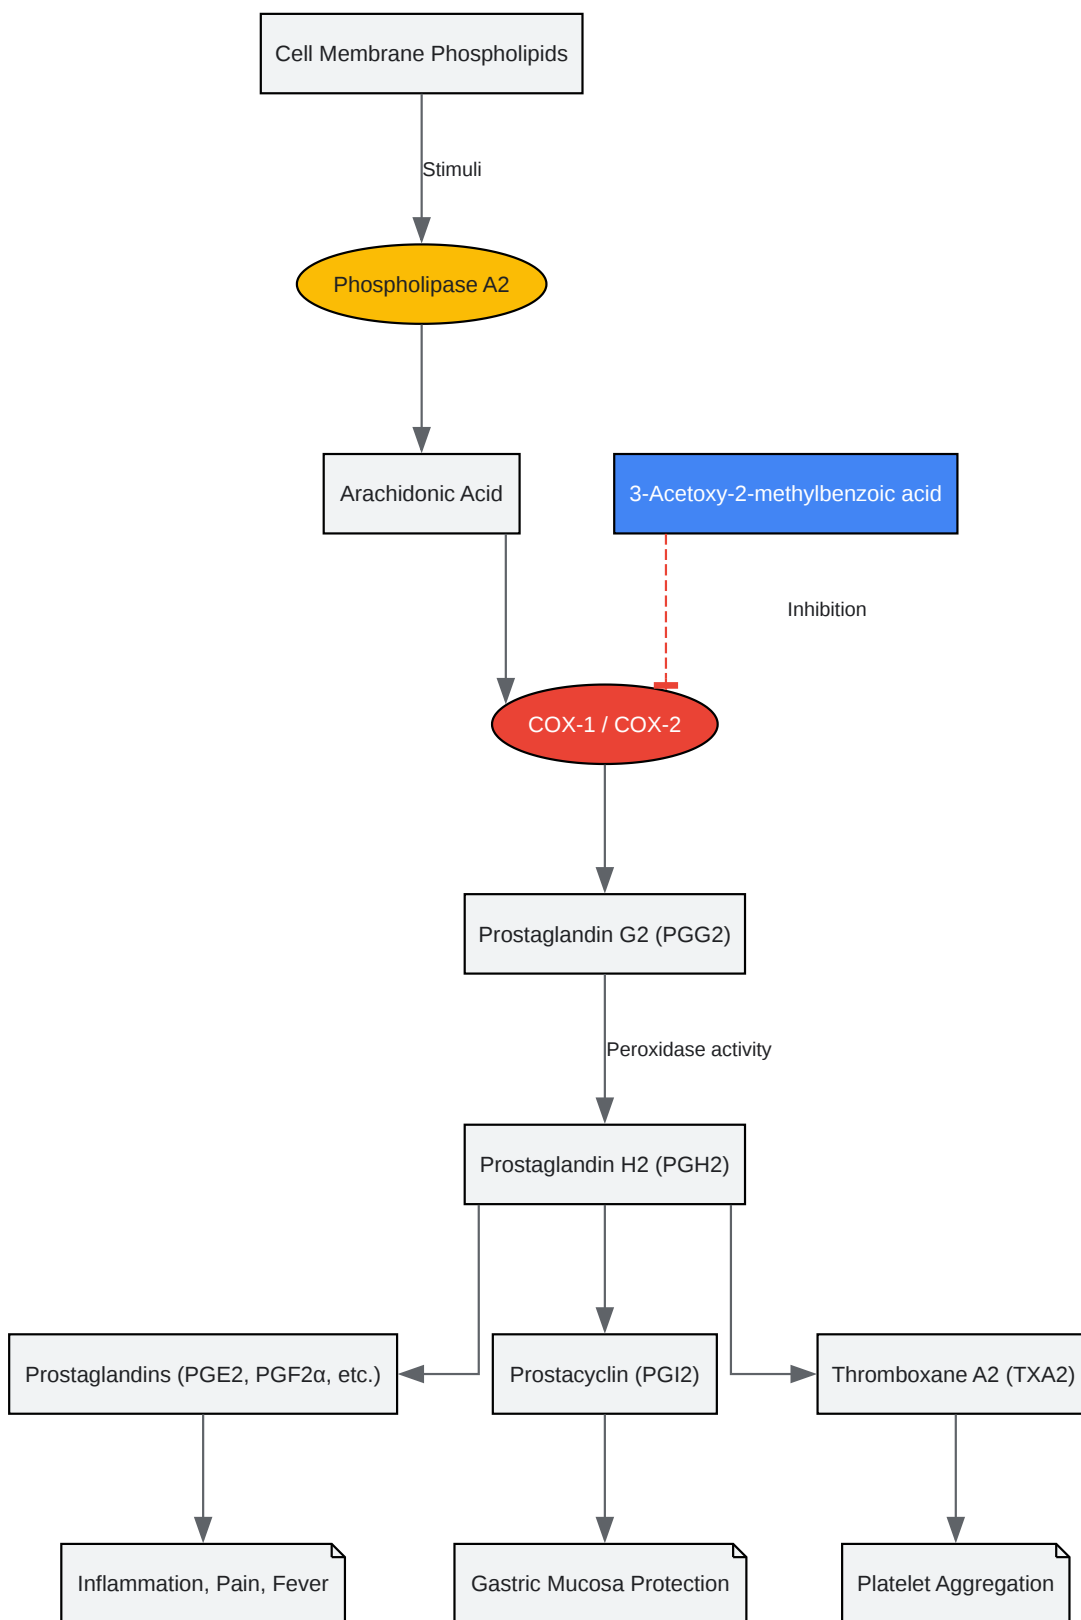 Cell Membrane Phospholipids
Stimuli
Phospholipase A2
Arachidonic Acid
3-Acetoxy-2-methylbenzoic acid
Inhibition
COX-1 / COX-2
Prostaglandin G2 (PGG2)
Peroxidase activity
Prostaglandin H2 (PGH2)
Prostaglandins (PGE2, PGF2α, etc.)
Prostacyclin (PGI2)
Thromboxane A2 (TXA2)
Inflammation, Pain, Fever
Gastric Mucosa Protection
Platelet Aggregation